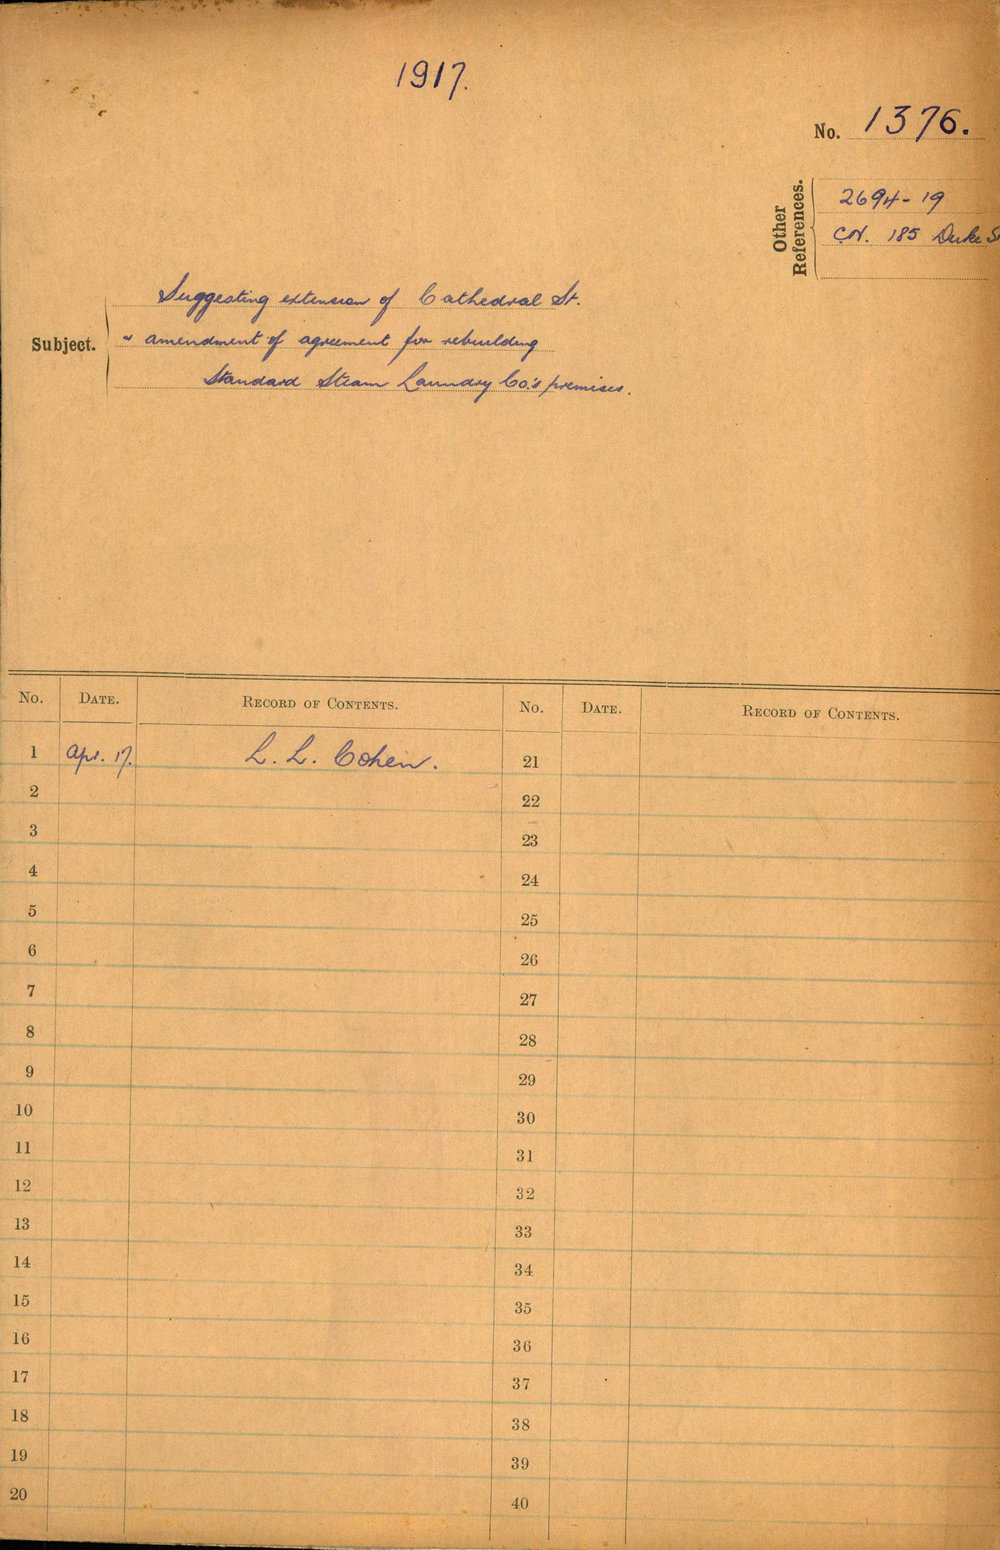 1917.
No. 1376.
Other References.
2694-19
C.N. 185 Duke S
Subject.
Suggesting extension of Cathedral St.
& amendment of agreement for rebuilding
Standard Steam Laundry Co.'s premises.
No. DATE. RECORD OF CONTENTS. No. DATE. RECORD OF CONTENTS.
1 Apr. 17. L. L. Cohen. 21
2 22
3 23
4 24
5 25
6 26
7 27
8 28
9 29
10 30
11 31
12 32
13 33
14 34
15 35
16 36
17 37
18 38
19 39
20 40